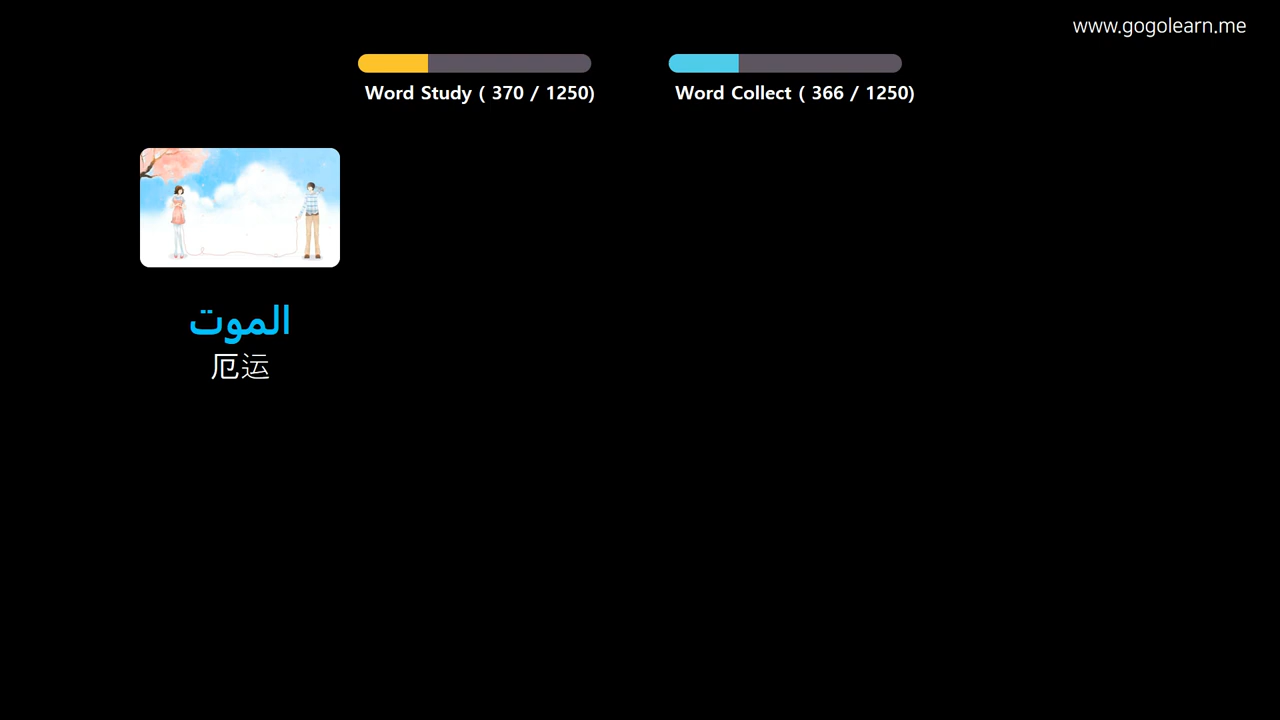 www.gogolearn.me
Word Study ( 370 / 1250)
Word Collect ( 366 / 1250)
الموت
厄运